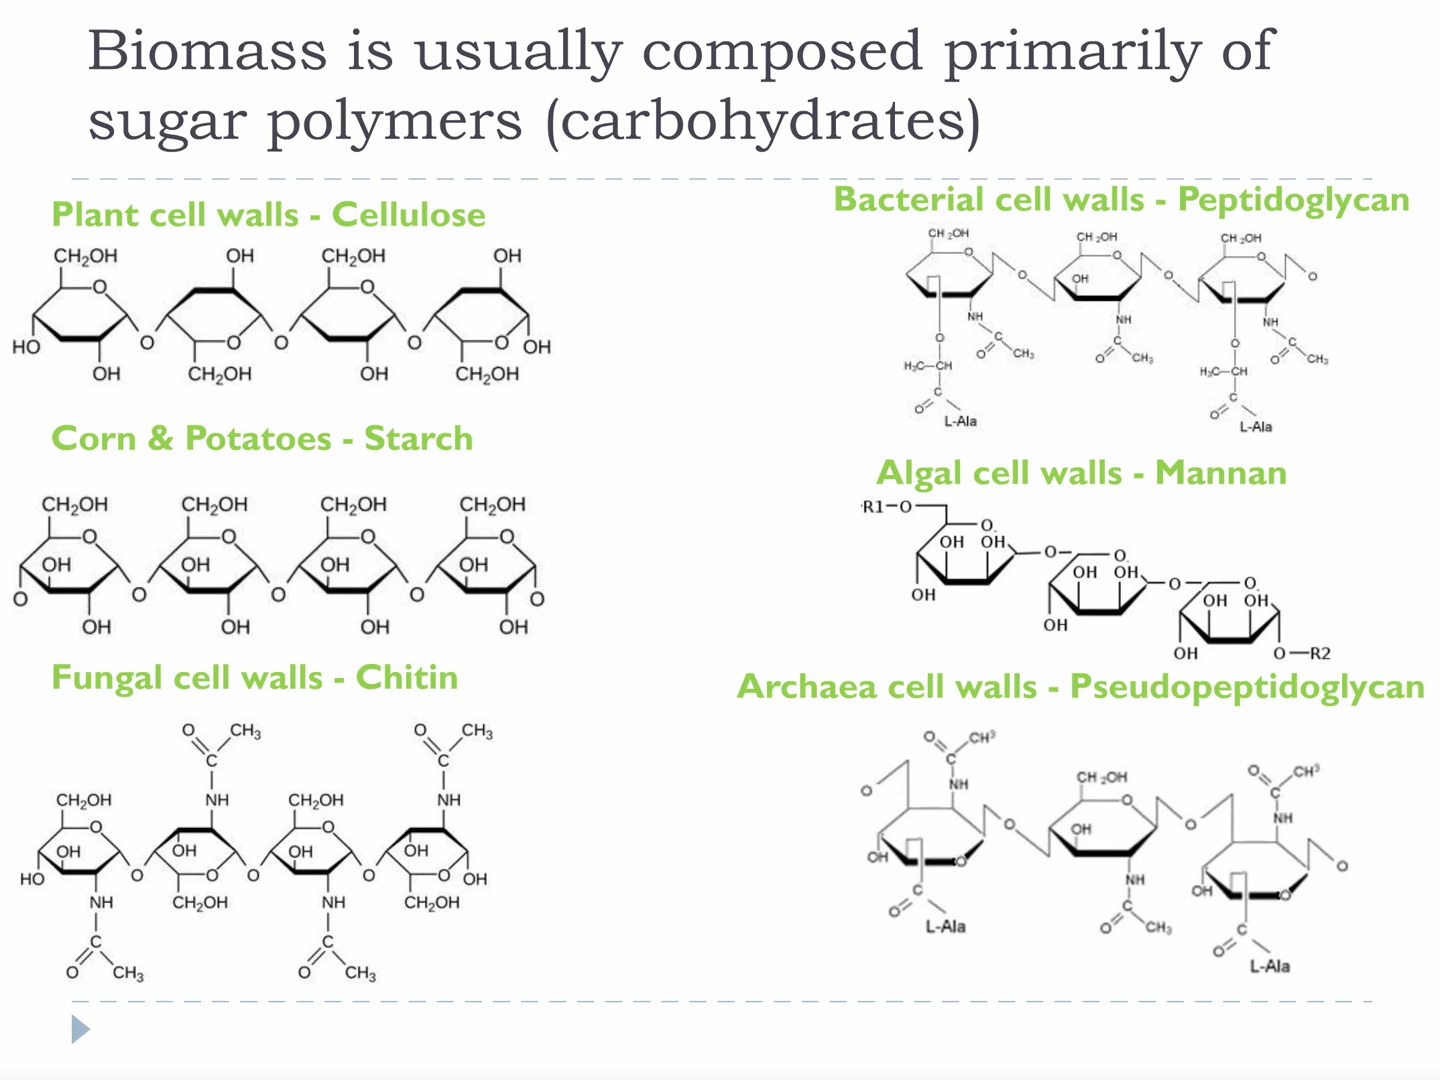 Biomass is usually composed primarily of
sugar polymers (carbohydrates)
Plant cell walls - Cellulose
CH₂OH OH CH₂OH OH
O O
HO O O O O O OH
OH CH₂OH OH CH₂OH
Corn & Potatoes - Starch
CH₂OH CH₂OH CH₂OH CH₂OH
O O O O
OH OH OH OH
O O O O O
OH OH OH OH
Fungal cell walls - Chitin
O CH₃ O CH₃
C C
NH NH
CH₂OH CH₂OH
O O
OH OH OH OH
HO O O O O O OH
NH CH₂OH NH CH₂OH
C C
O CH₃ O CH₃
Bacterial cell walls - Peptidoglycan
CH₂OH CH₂OH CH₂OH
O O O
O OH O O
NH NH NH
O C C O C
O CH₃ O CH₃ O CH₃
H₃C–CH H₃C–CH
C C
O O
L-Ala L-Ala
Algal cell walls - Mannan
R1–O
O
OH OH
O O
OH OH
OH O O
OH OH
OH
OH O–R2
Archaea cell walls - Pseudopeptidoglycan
O CH³ O CH³
C C
NH CH₂OH NH
O O
O O O
OH OH O
O NH OH O
C C C
O O CH₃ O
L-Ala L-Ala